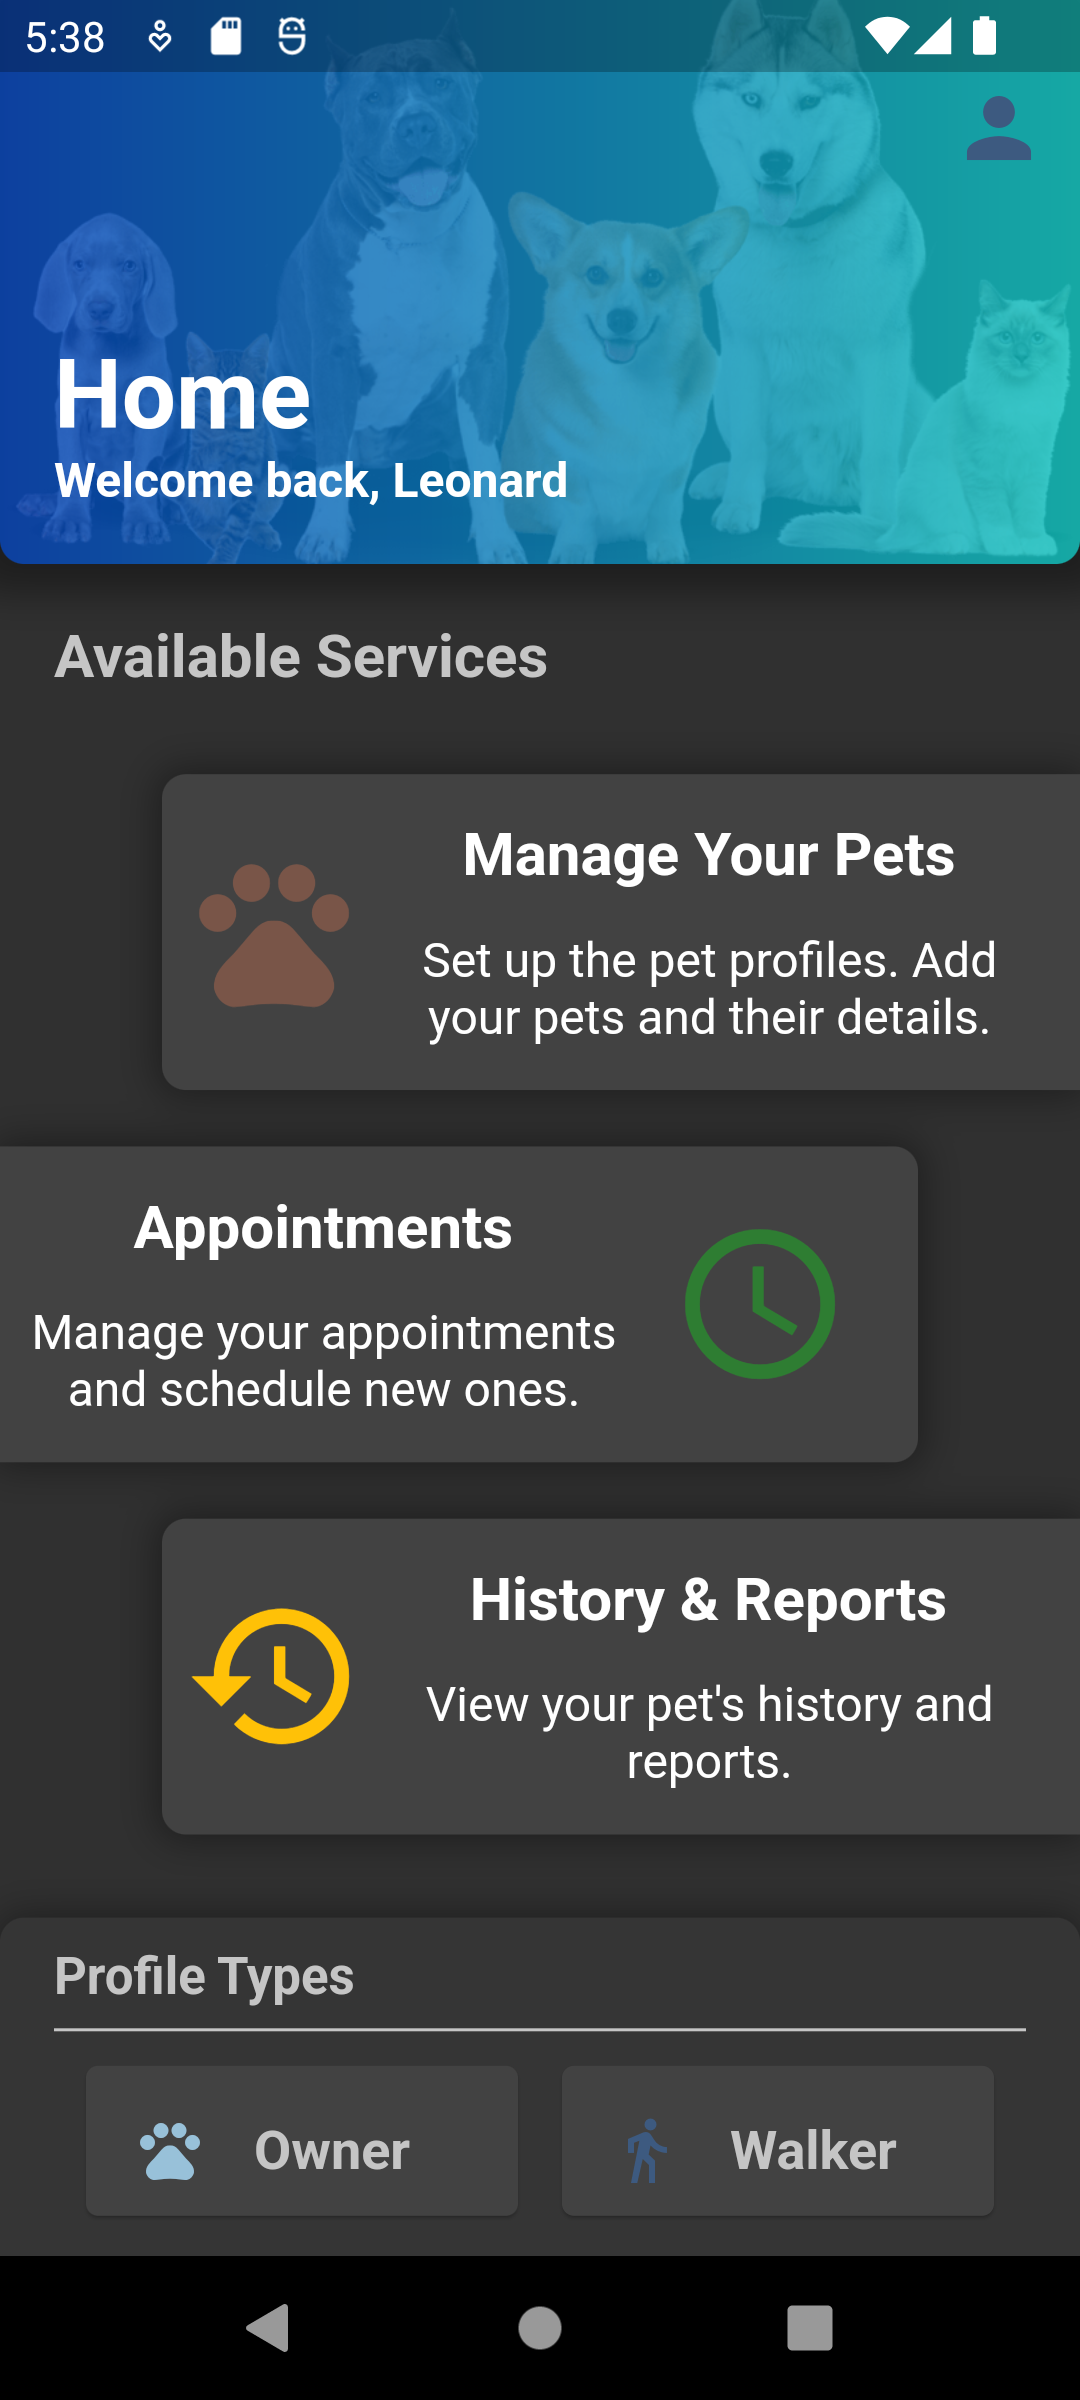 5:38
Home
Welcome back, Leonard
Available Services
Manage Your Pets
Set up the pet profiles. Add
your pets and their details.
Appointments
Manage your appointments
and schedule new ones.
History & Reports
View your pet's history and
reports.
Profile Types
Owner
Walker